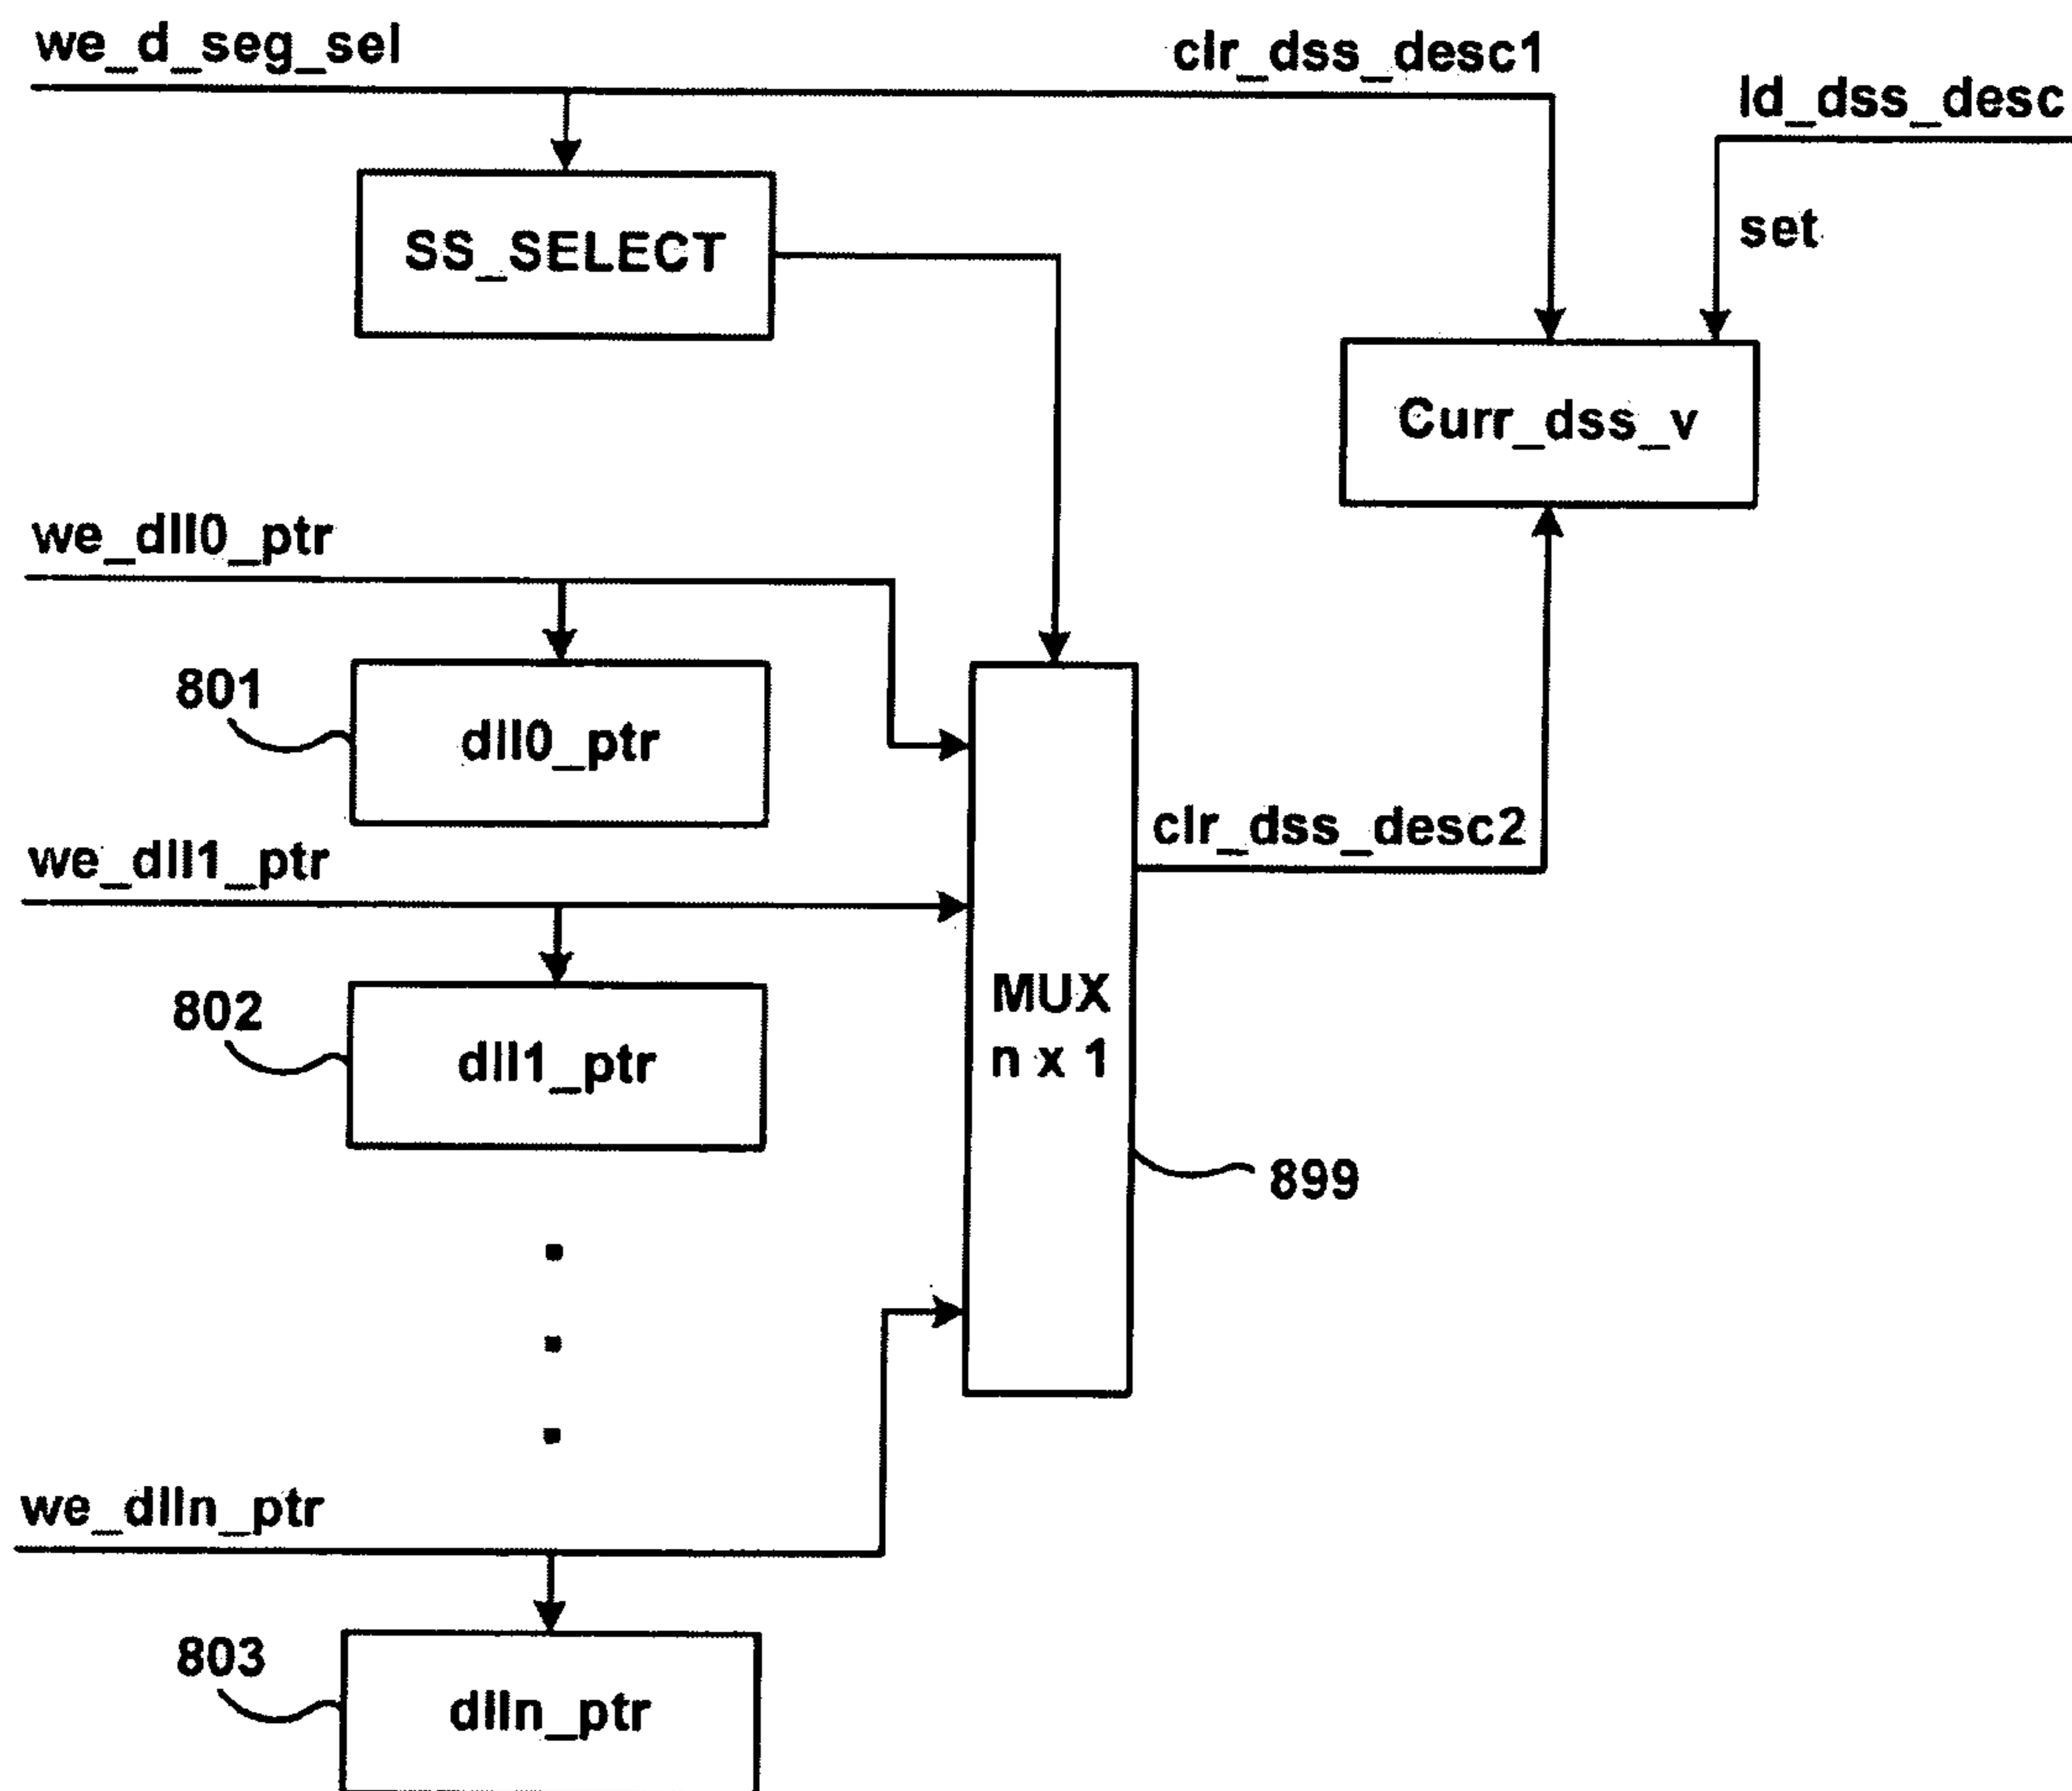 we_d_seg_sel
clr_dss_desc1
ld_dss_desc
set
SS_SELECT
Curr_dss_v
we_dll0_ptr
801
dll0_ptr
clr_dss_desc2
we_dll1_ptr
MUX
n x 1
802
dll1_ptr
899
we_dlln_ptr
803
dlln_ptr